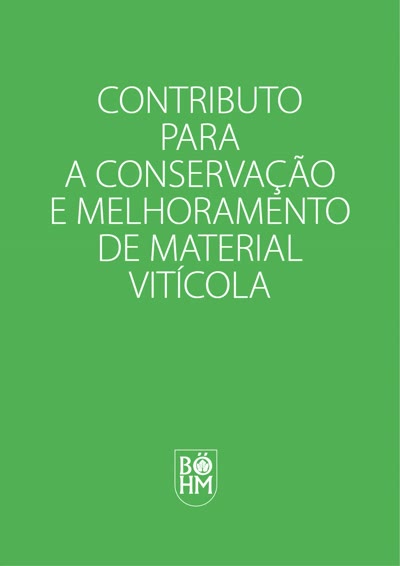 CONTRIBUTO
PARA
A CONSERVAÇÃO
E MELHORAMENTO
DE MATERIAL
VITÍCOLA
BÖ
HM